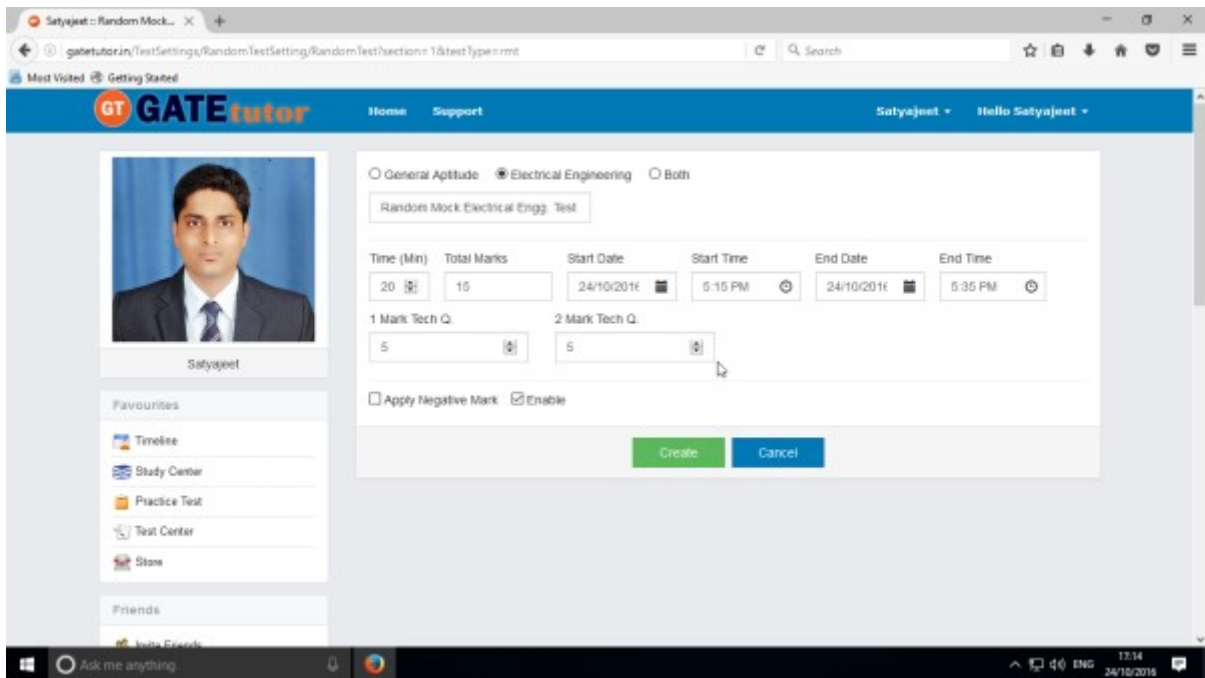 Satyajeet :: Random Mock...
gatetutor.in/TestSettings/RandomTestSetting/RandomTest?section=1&testType=rmt
Search
Most Visited Getting Started
GT GATEtutor Home Support Satyajeet Hello Satyajeet
General Aptitude Electrical Engineering Both
Random Mock Electrical Engg. Test
Time (Min) Total Marks Start Date Start Time End Date End Time
20 15 24/10/2016 5:15 PM 24/10/2016 5:35 PM
1 Mark Tech Q. 2 Mark Tech Q.
5 5
Apply Negative Mark Enable
Create Cancel
Satyajeet
Favourites
Timeline
Study Center
Practice Test
Test Center
Store
Friends
Invite Friends
Ask me anything
ENG 17:14
24/10/2016